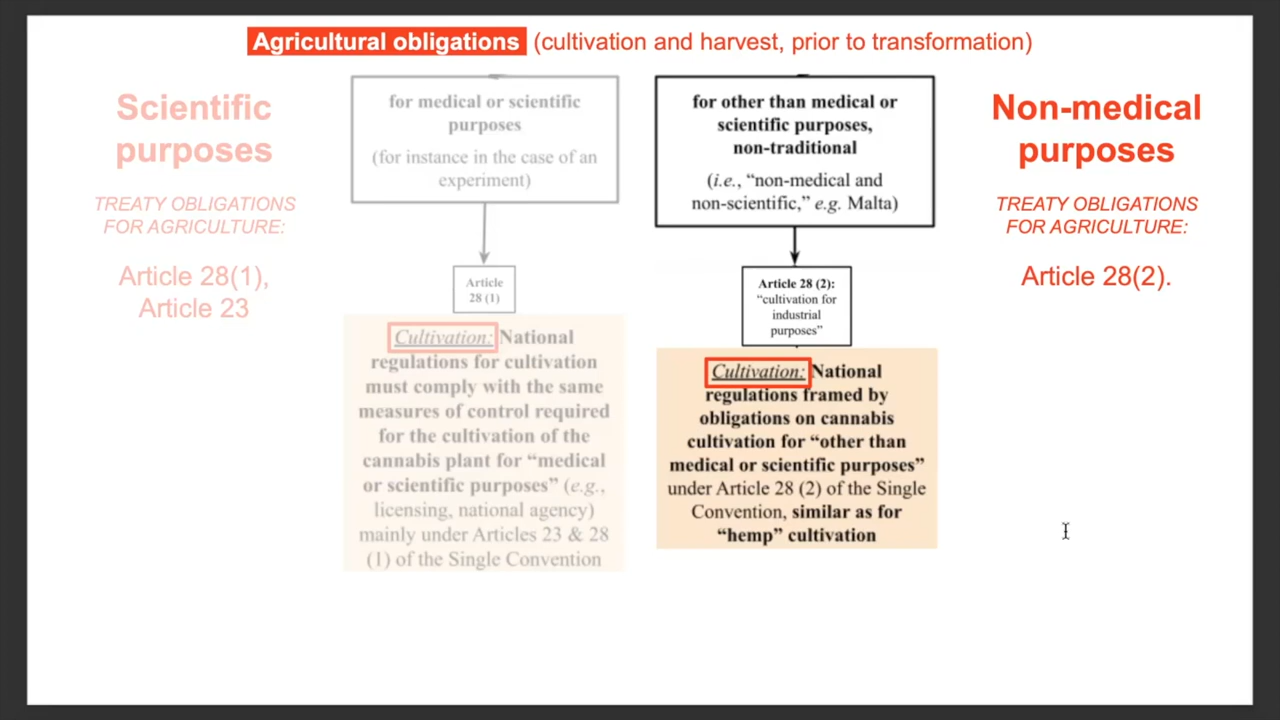 Agricultural obligations (cultivation and harvest, prior to transformation)
Scientific
purposes
TREATY OBLIGATIONS
FOR AGRICULTURE:
Article 28(1),
Article 23
for medical or scientific
purposes
(for instance in the case of an
experiment)
Article
28 (1)
Cultivation: National
regulations for cultivation
must comply with the same
measures of control required
for the cultivation of the
cannabis plant for “medical
or scientific purposes” (e.g.,
licensing, national agency)
mainly under Articles 23 & 28
(1) of the Single Convention
for other than medical or
scientific purposes,
non-traditional
(i.e., “non-medical and
non-scientific,” e.g. Malta)
Article 28 (2):
“cultivation for
industrial
purposes”
Cultivation: National
regulations framed by
obligations on cannabis
cultivation for “other than
medical or scientific purposes”
under Article 28 (2) of the Single
Convention, similar as for
“hemp” cultivation
Non-medical
purposes
TREATY OBLIGATIONS
FOR AGRICULTURE:
Article 28(2).